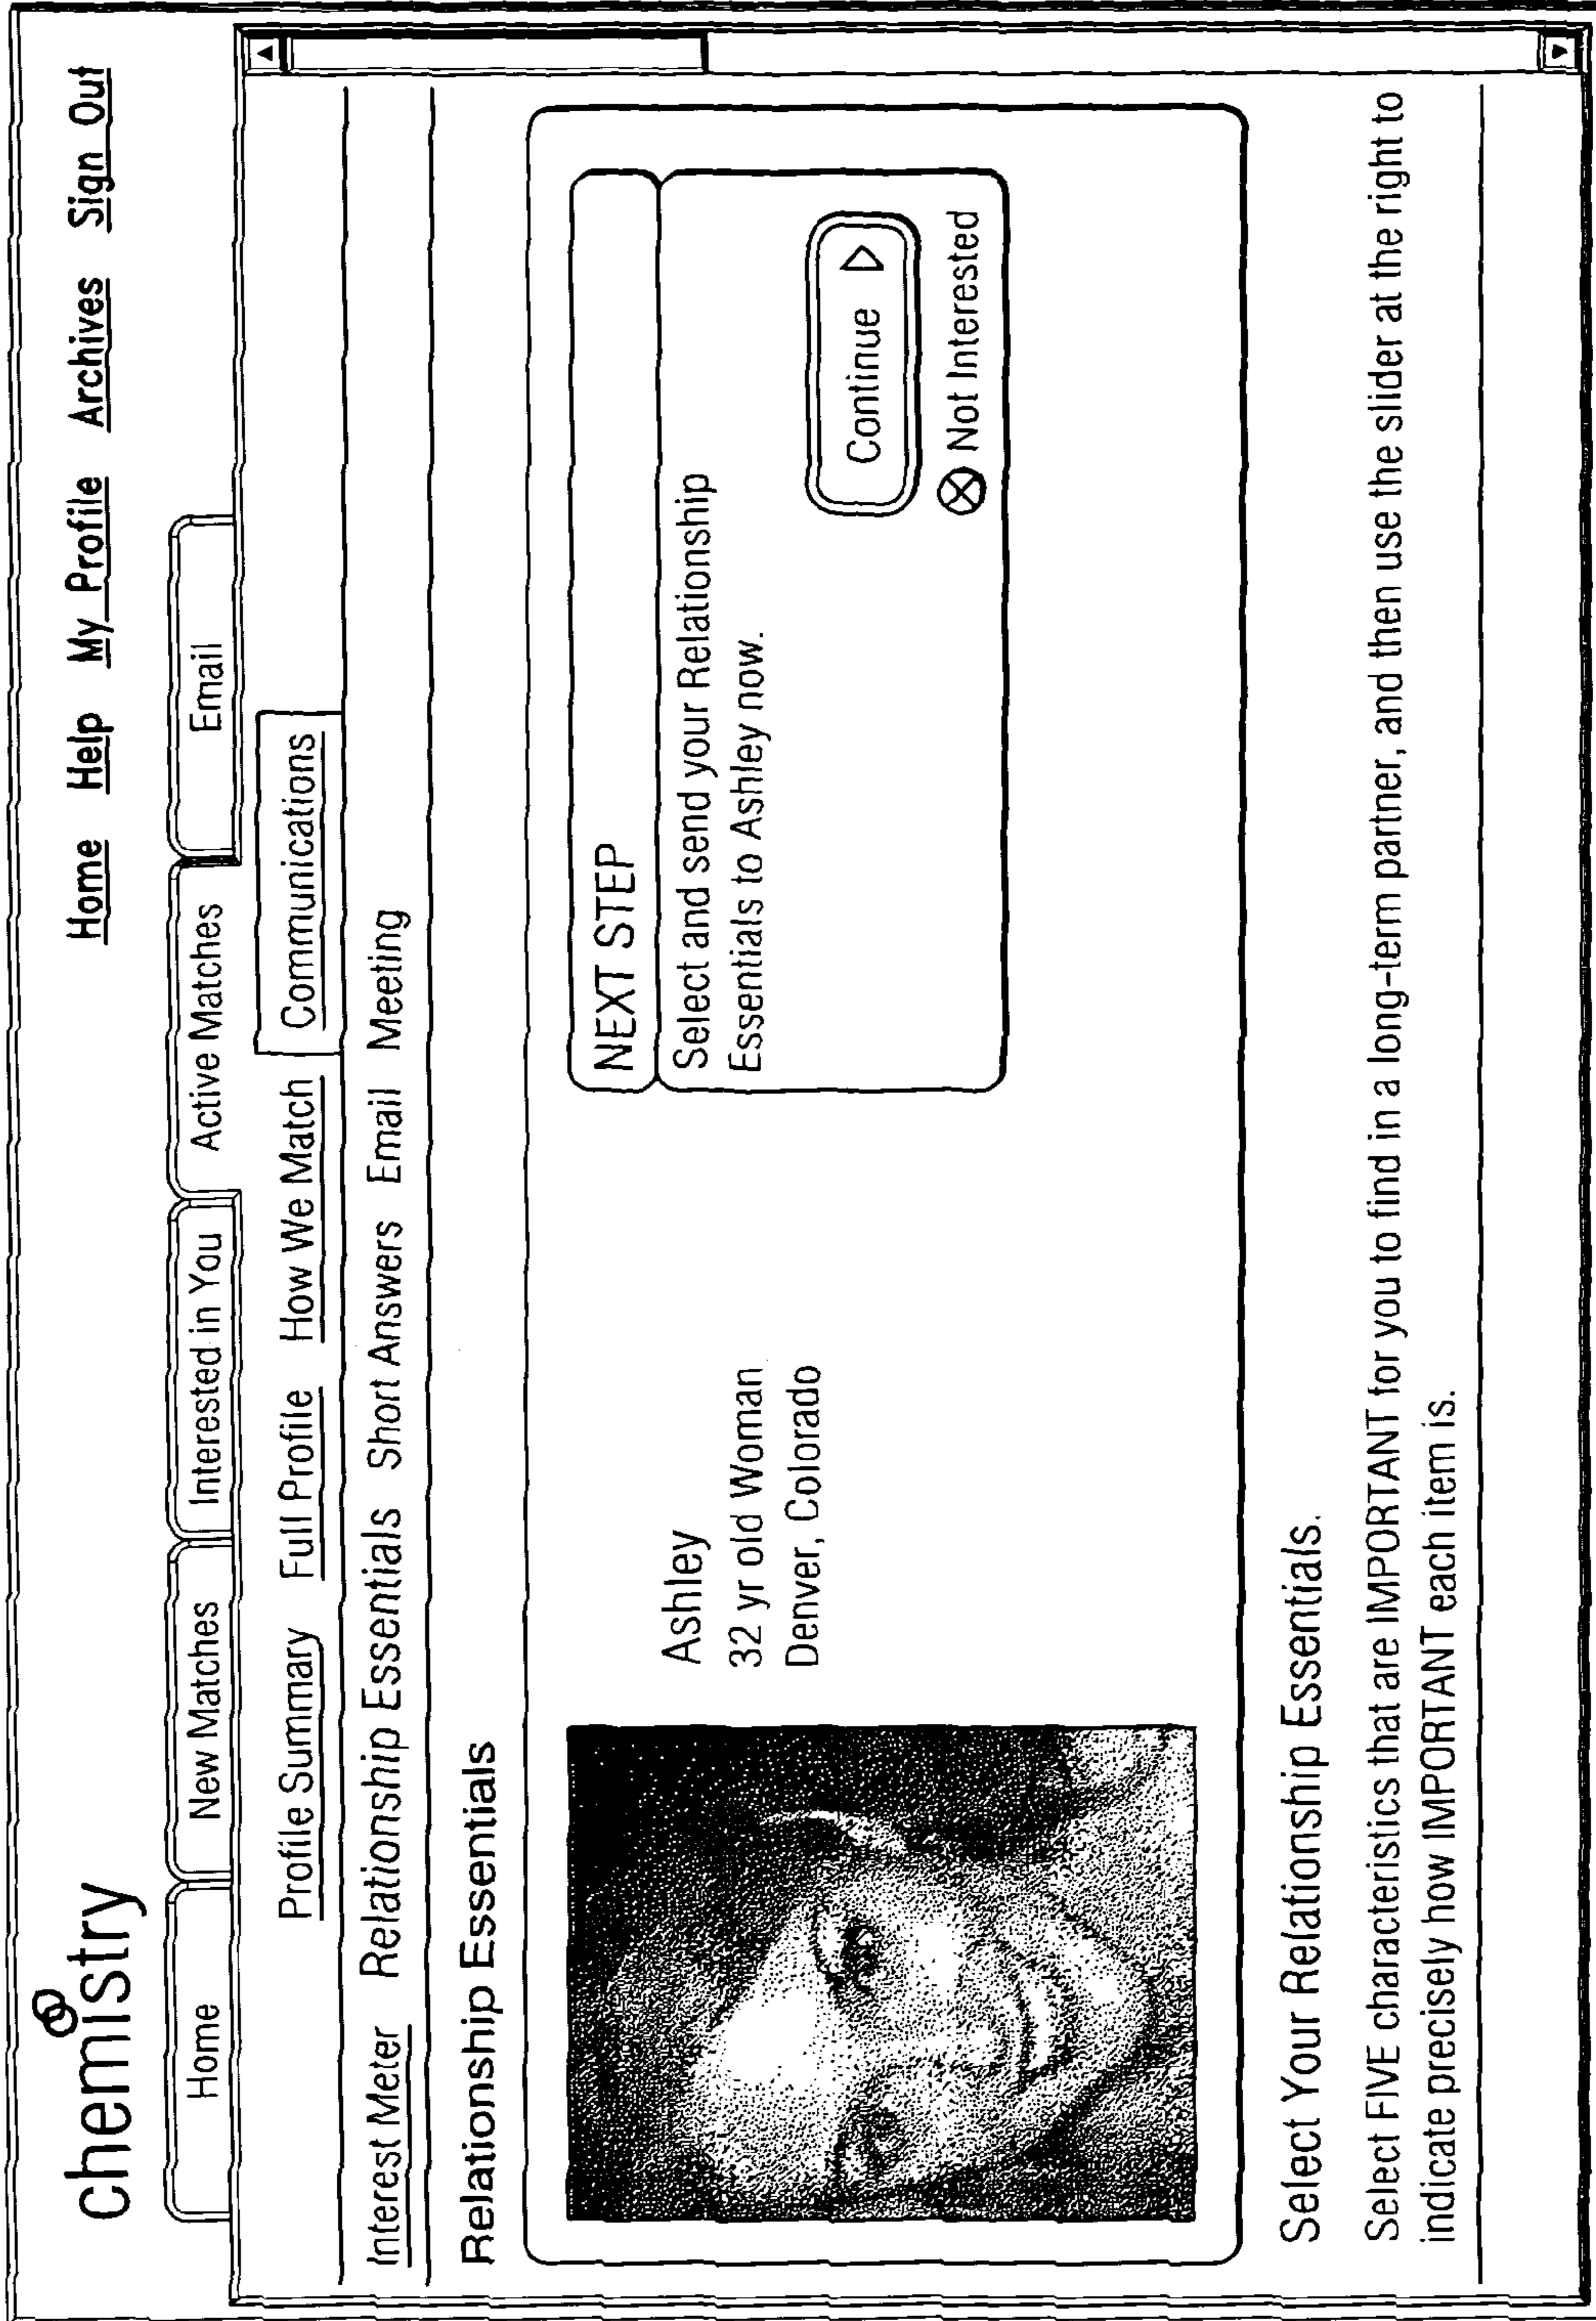 chemistry
Home Help My Profile Archives Sign Out
Home New Matches Interested in You Active Matches Email
Profile Summary Full Profile How We Match Communications
Interest Meter Relationship Essentials Short Answers Email Meeting
Relationship Essentials
Ashley
32 yr old Woman
Denver, Colorado
NEXT STEP
Select and send your Relationship
Essentials to Ashley now.
Continue
Not Interested
Select Your Relationship Essentials.
Select FIVE characteristics that are IMPORTANT for you to find in a long-term partner, and then use the slider at the right to
indicate precisely how IMPORTANT each item is.